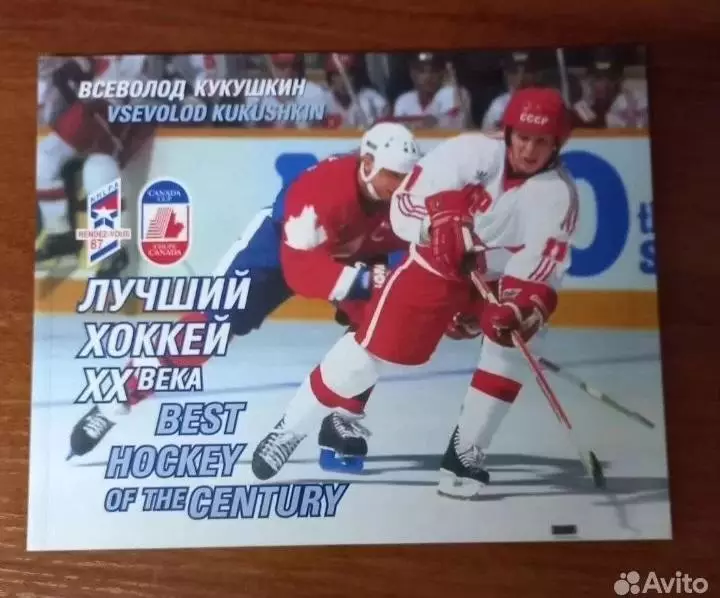 ВСЕВОЛОД КУКУШКИН
VSEVOLOD KUKUSHKIN
RENDEZ-VOUS
87
CANADA
CUP
COUPE
CANADA
СССР
ЛУЧШИЙ
ХОККЕЙ
XX ВЕКА
BEST
HOCKEY
OF THE CENTURY
Avito